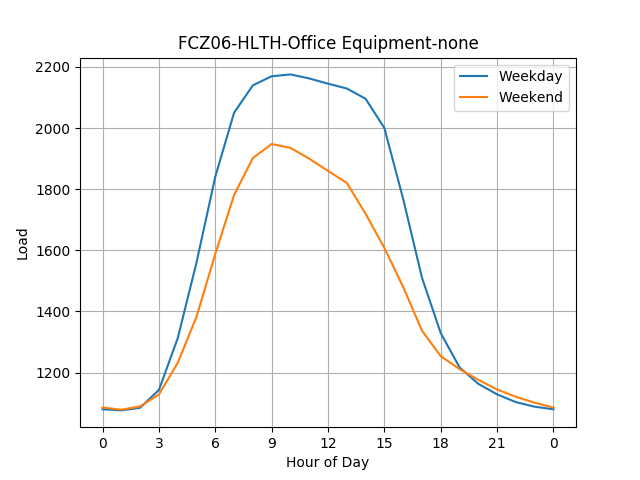 FCZ06-HLTH-Office Equipment-none
Weekday
Weekend
Load
2200
2000
1800
1600
1400
1200
0 3 6 9 12 15 18 21 0
Hour of Day